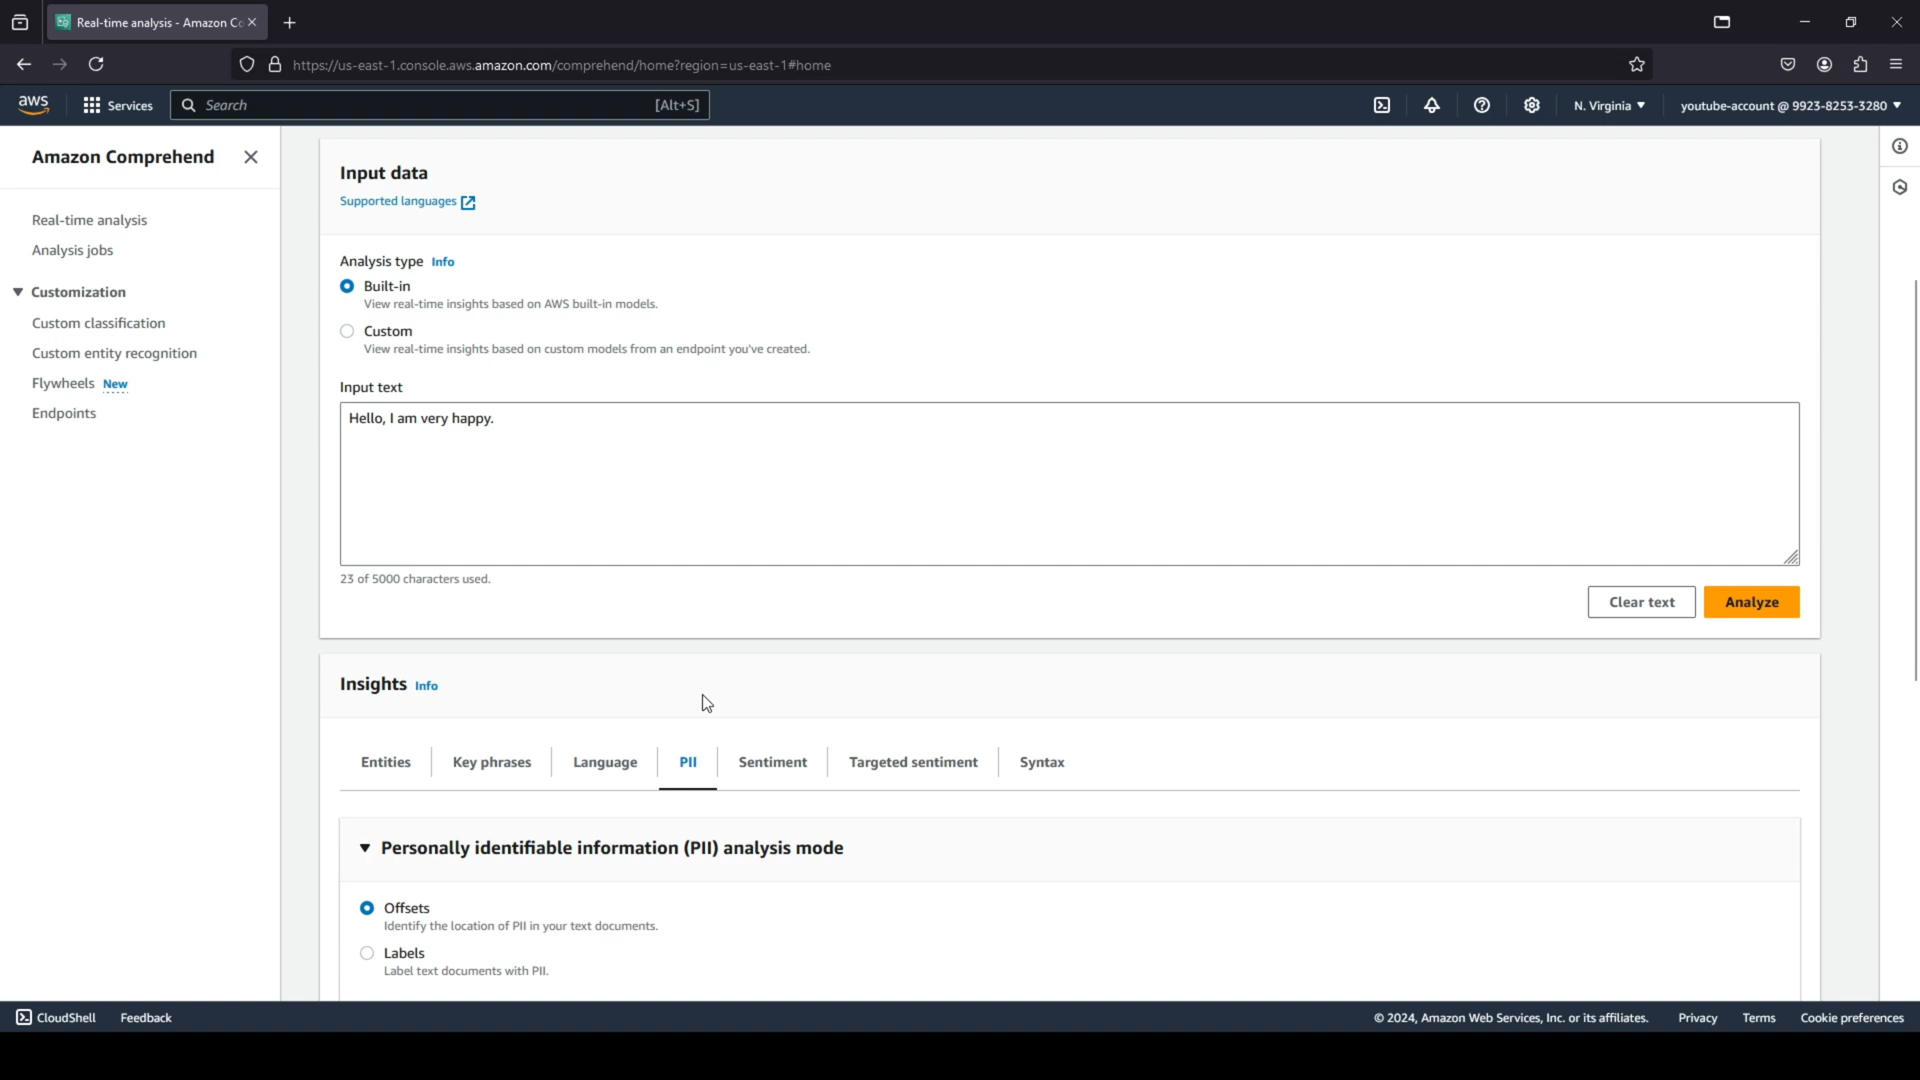 Real-time analysis - Amazon Co
https://us-east-1.console.aws.amazon.com/comprehend/home?region=us-east-1#home
aws
Services
Search
[Alt+S]
N. Virginia
youtube-account @ 9923-8253-3280
Amazon Comprehend
Real-time analysis
Analysis jobs
Customization
Custom classification
Custom entity recognition
Flywheels New
Endpoints
Input data
Supported languages
Analysis type Info
Built-in
View real-time insights based on AWS built-in models.
Custom
View real-time insights based on custom models from an endpoint you've created.
Input text
Hello, I am very happy.
23 of 5000 characters used.
Clear text
Analyze
Insights Info
Entities
Key phrases
Language
PII
Sentiment
Targeted sentiment
Syntax
Personally identifiable information (PII) analysis mode
Offsets
Identify the location of PII in your text documents.
Labels
Label text documents with PII.
CloudShell
Feedback
© 2024, Amazon Web Services, Inc. or its affiliates.
Privacy
Terms
Cookie preferences